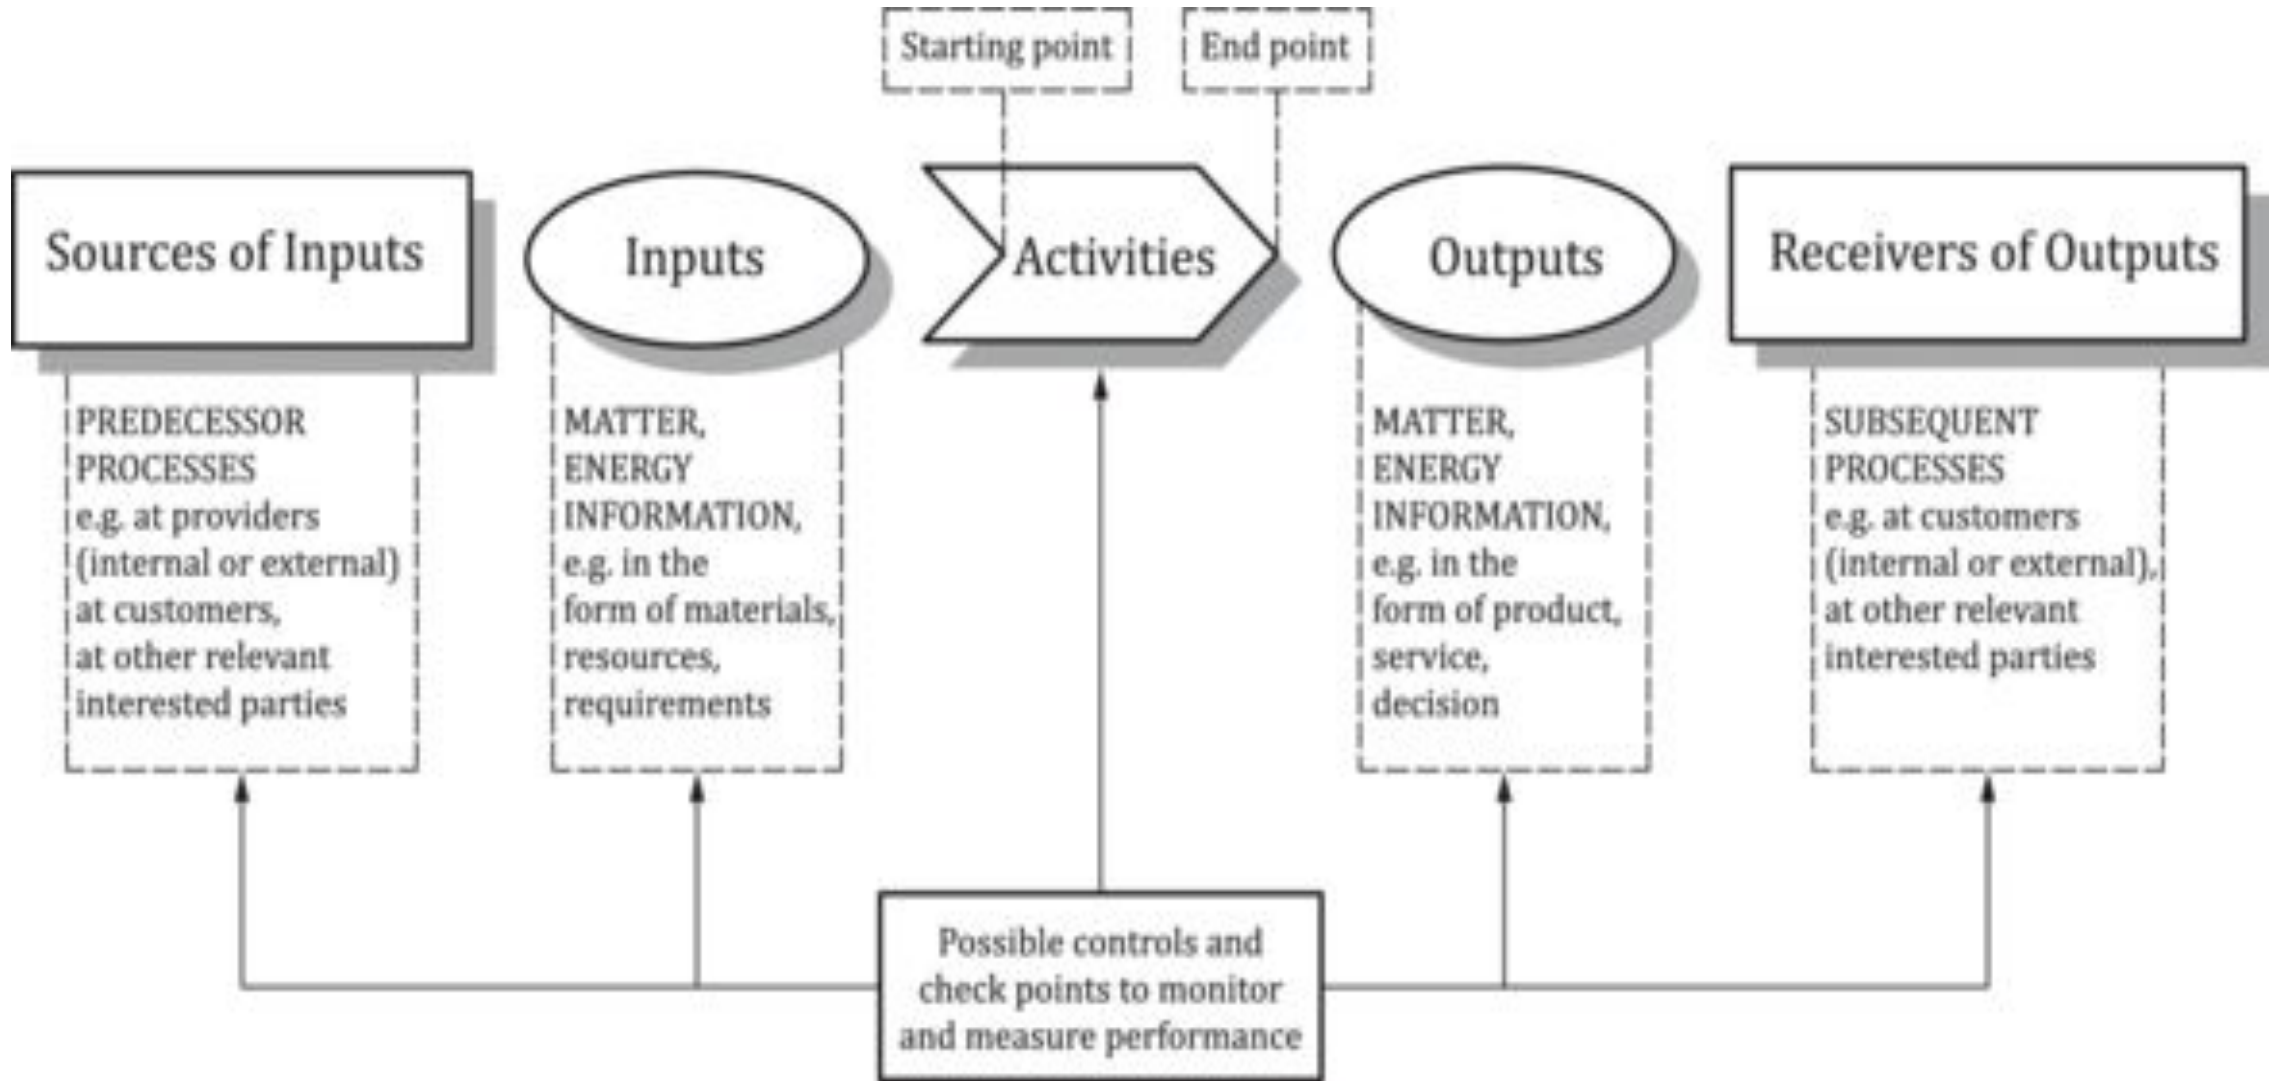 Starting point
End point
Sources of Inputs
Inputs
Activities
Outputs
Receivers of Outputs
PREDECESSOR
PROCESSES
e.g. at providers
(internal or external)
at customers,
at other relevant
interested parties
MATTER,
ENERGY
INFORMATION,
e.g. in the
form of materials,
resources,
requirements
MATTER,
ENERGY
INFORMATION,
e.g. in the
form of product,
service,
decision
SUBSEQUENT
PROCESSES
e.g. at customers
(internal or external),
at other relevant
interested parties
Possible controls and
check points to monitor
and measure performance